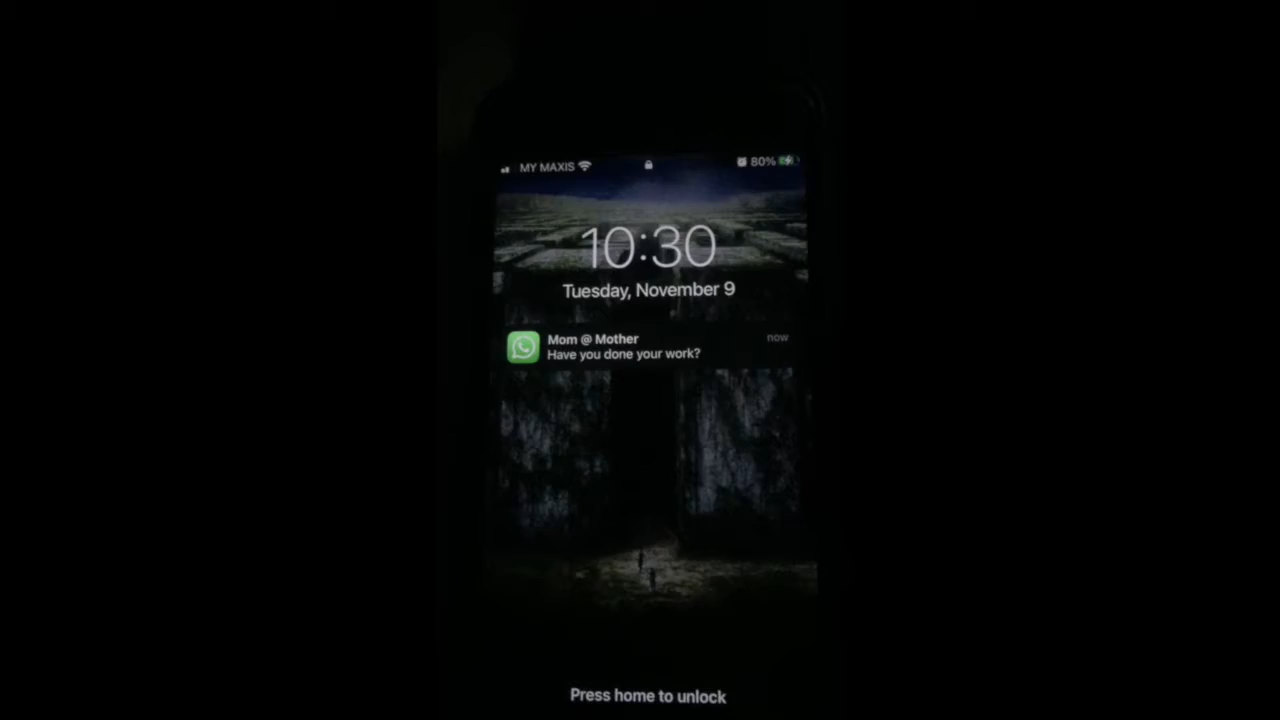 MY MAXIS
80%
10:30
Tuesday, November 9
Mom @ Mother
now
Have you done your work?
Press home to unlock